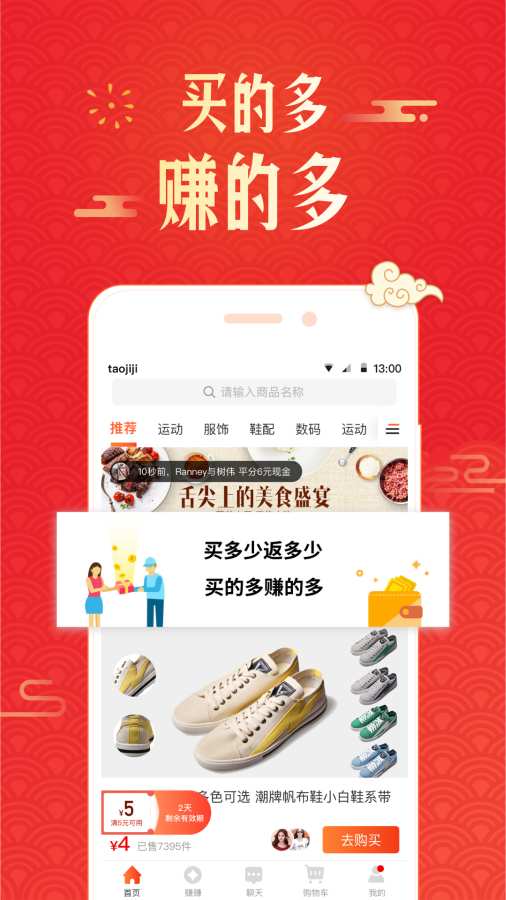 买的多
赚的多
taojiji
13:00
请输入商品名称
推荐 运动 服饰 鞋配 数码 运动
10秒前，Ranney与树伟 平分6元现金
舌尖上的美食盛宴
买多少返多少
买的多赚的多
色可选 潮牌帆布鞋小白鞋系带
¥5
满5元可用
2天
剩余有效期
¥4 已售7395件
去购买
首页 赚赚 聊天 购物车 我的